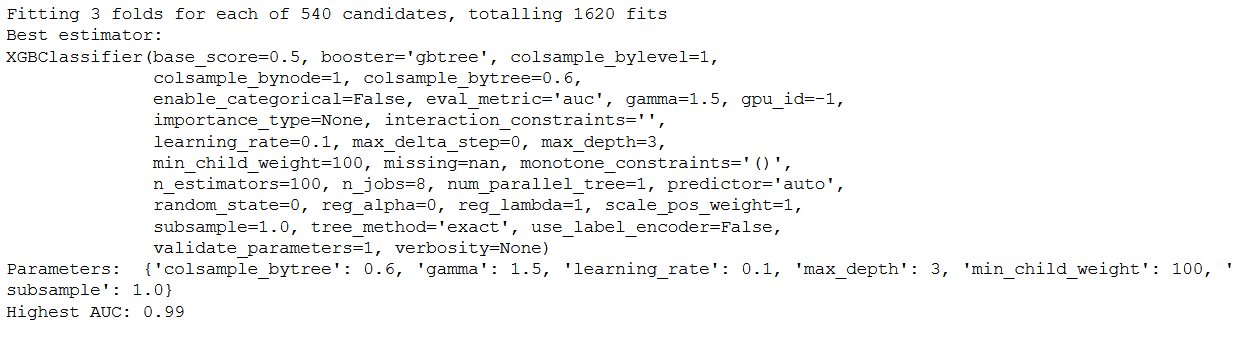 Fitting 3 folds for each of 540 candidates, totalling 1620 fits
Best estimator:
XGBClassifier(base_score=0.5, booster='gbtree', colsample_bylevel=1,
colsample_bynode=1, colsample_bytree=0.6,
enable_categorical=False, eval_metric='auc', gamma=1.5, gpu_id=-1,
importance_type=None, interaction_constraints='',
learning_rate=0.1, max_delta_step=0, max_depth=3,
min_child_weight=100, missing=nan, monotone_constraints='()',
n_estimators=100, n_jobs=8, num_parallel_tree=1, predictor='auto',
random_state=0, reg_alpha=0, reg_lambda=1, scale_pos_weight=1,
subsample=1.0, tree_method='exact', use_label_encoder=False,
validate_parameters=1, verbosity=None)
Parameters:  {'colsample_bytree': 0.6, 'gamma': 1.5, 'learning_rate': 0.1, 'max_depth': 3, 'min_child_weight': 100, '
subsample': 1.0}
Highest AUC: 0.99